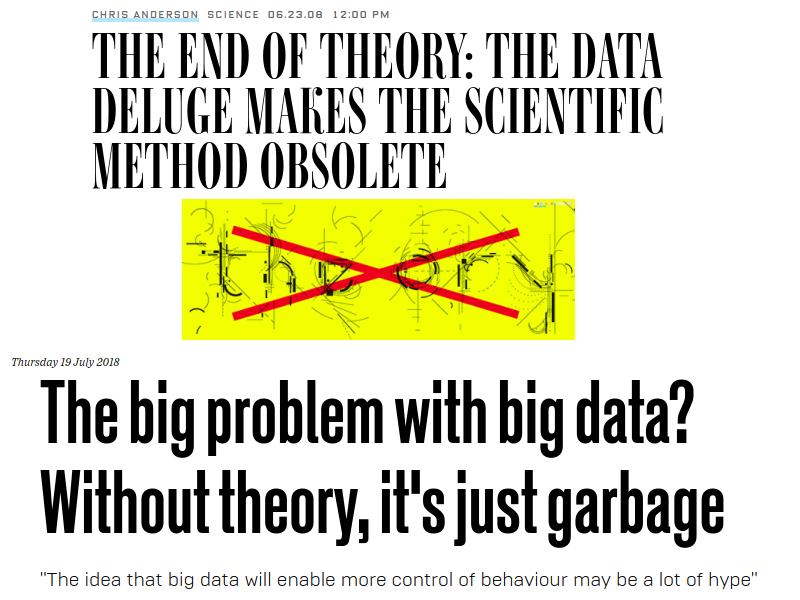 CHRIS ANDERSON SCIENCE 06.23.08 12:00 PM
THE END OF THEORY: THE DATA
DELUGE MAKES THE SCIENTIFIC
METHOD OBSOLETE
theory
Thursday 19 July 2018
The big problem with big data?
Without theory, it's just garbage
"The idea that big data will enable more control of behaviour may be a lot of hype"